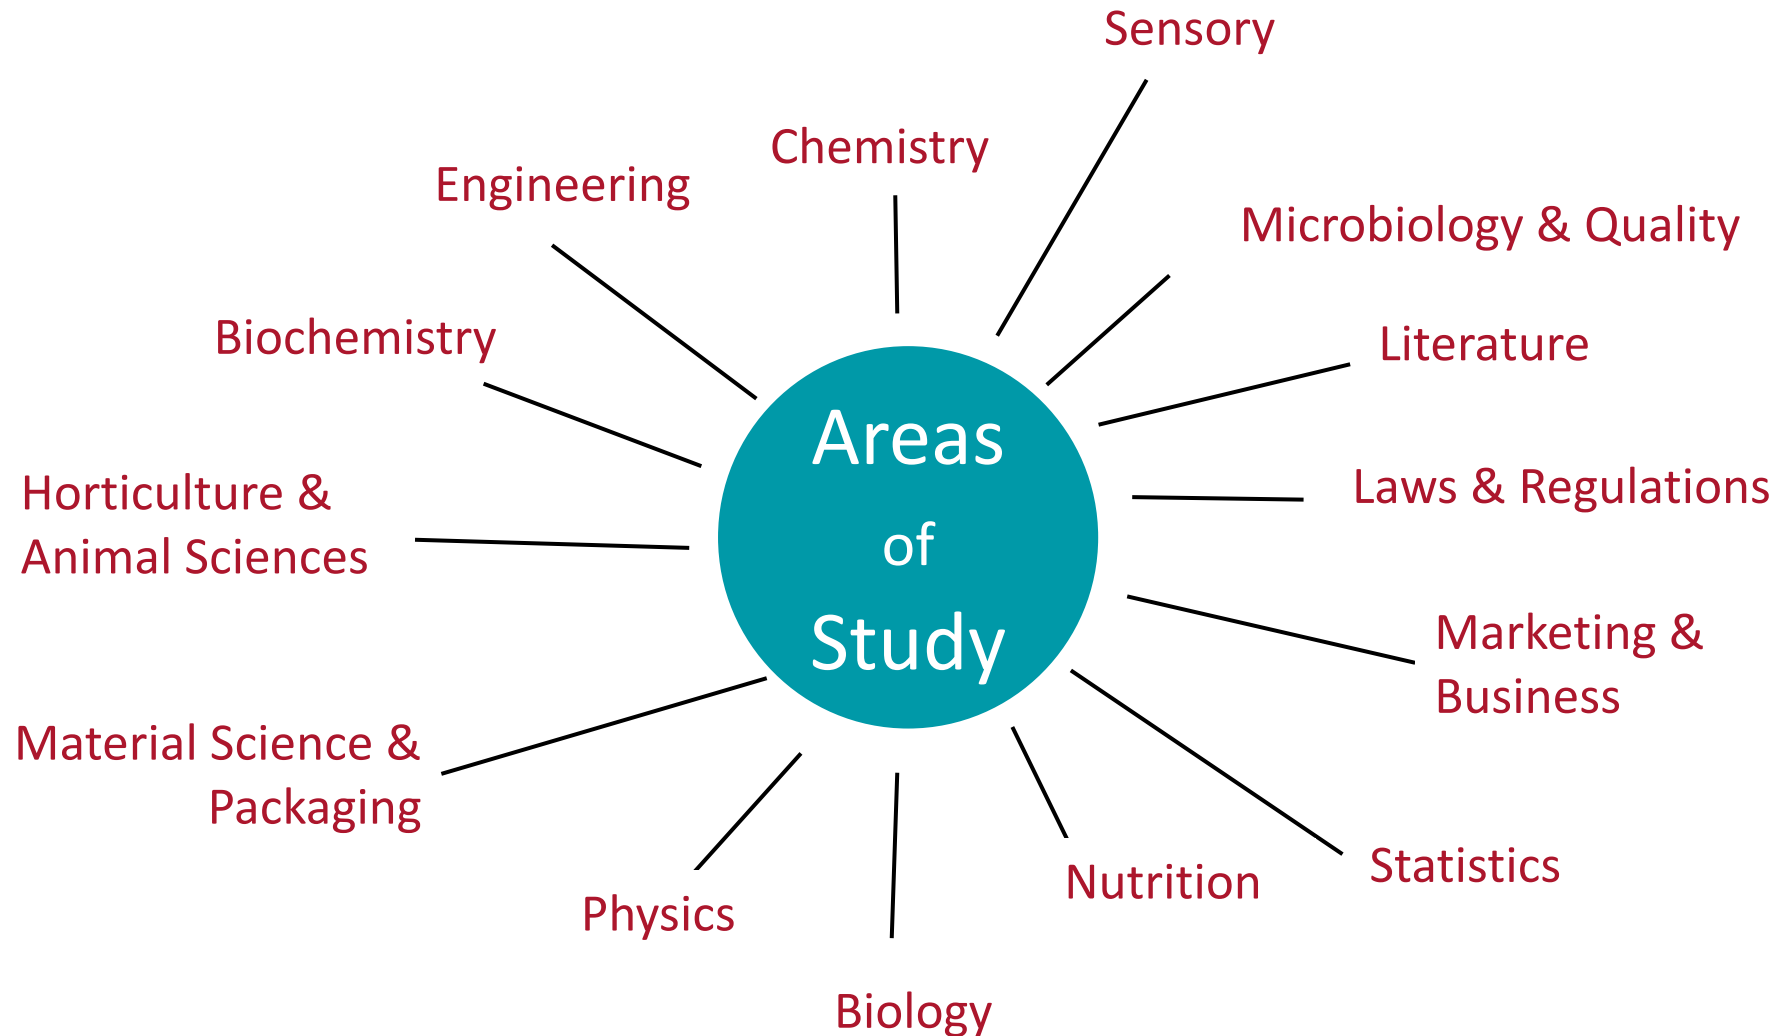 Sensory
Chemistry
Engineering
Microbiology & Quality
Biochemistry
Literature
Areas
of
Study
Horticulture &
Animal Sciences
Laws & Regulations
Marketing &
Business
Material Science &
Packaging
Statistics
Nutrition
Physics
Biology